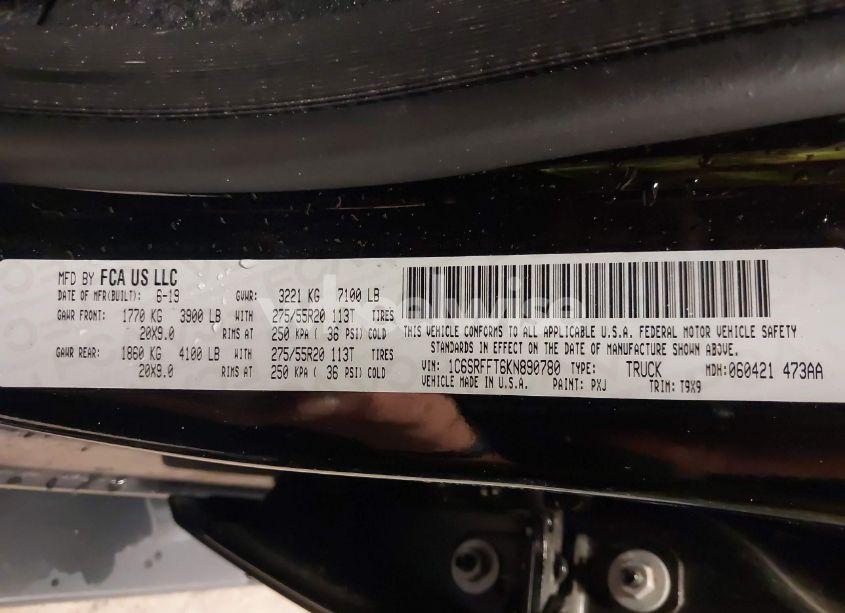 MFD BY FCA US LLC
DATE OF MFR(BUILT): 6-19 GVWR: 3221 KG 7100 LB
GAWR FRONT: 1770 KG 3900 LB WITH 275/55R20 113T TIRES
20X9.0 RIMS AT 250 KPA ( 36 PSI) COLD
GAWR REAR: 1860 KG 4100 LB WITH 275/55R20 113T TIRES
20X9.0 RIMS AT 250 KPA ( 36 PSI) COLD
THIS VEHICLE CONFORMS TO ALL APPLICABLE U.S.A. FEDERAL MOTOR VEHICLE SAFETY
STANDARDS IN EFFECT ON THE DATE OF MANUFACTURE SHOWN ABOVE.
VIN: 1C6SRFFT6KN890780 TYPE: TRUCK MDH: 060421 473AA
VEHICLE MADE IN U.S.A. PAINT: PXJ TRIM: T9X9